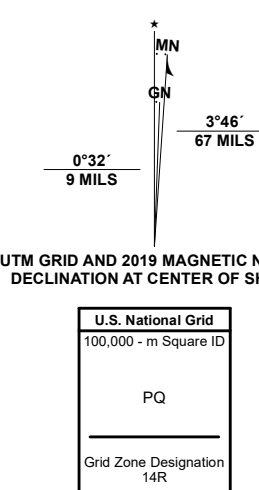 ★
MN
GN
3°46´
67 MILS
0°32´
9 MILS
UTM GRID AND 2019 MAGNETIC
DECLINATION AT CENTER OF
U.S. National Grid
100,000 - m Square ID
PQ
Grid Zone Designation
14R